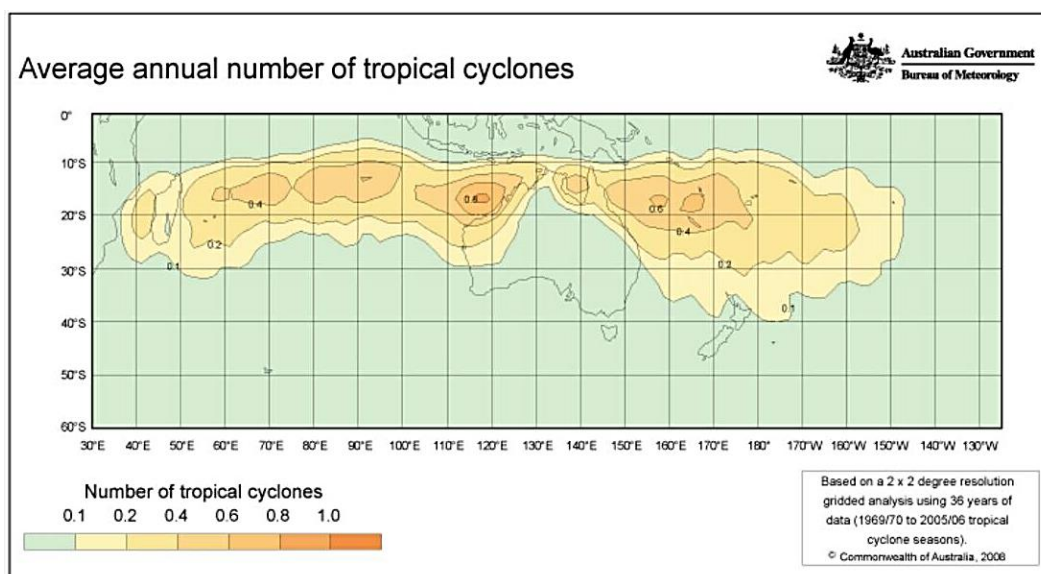 Australian Government
Bureau of Meteorology
Average annual number of tropical cyclones
0°
10°S
0.8
0.4
0.6
20°S
0.4
0.2
0.2
30°S
0.1
0.1
40°S
50°S
60°S
30°E 40°E 50°E 60°E 70°E 80°E 90°E 100°E 110°E 120°E 130°E 140°E 150°E 160°E 170°E 180° 170°W 160°W 150°W 140°W 130°W
Number of tropical cyclones
0.1 0.2 0.4 0.6 0.8 1.0
Based on a 2 x 2 degree resolution
gridded analysis using 36 years of
data (1969/70 to 2005/06 tropical
cyclone seasons).
© Commonwealth of Australia, 2008